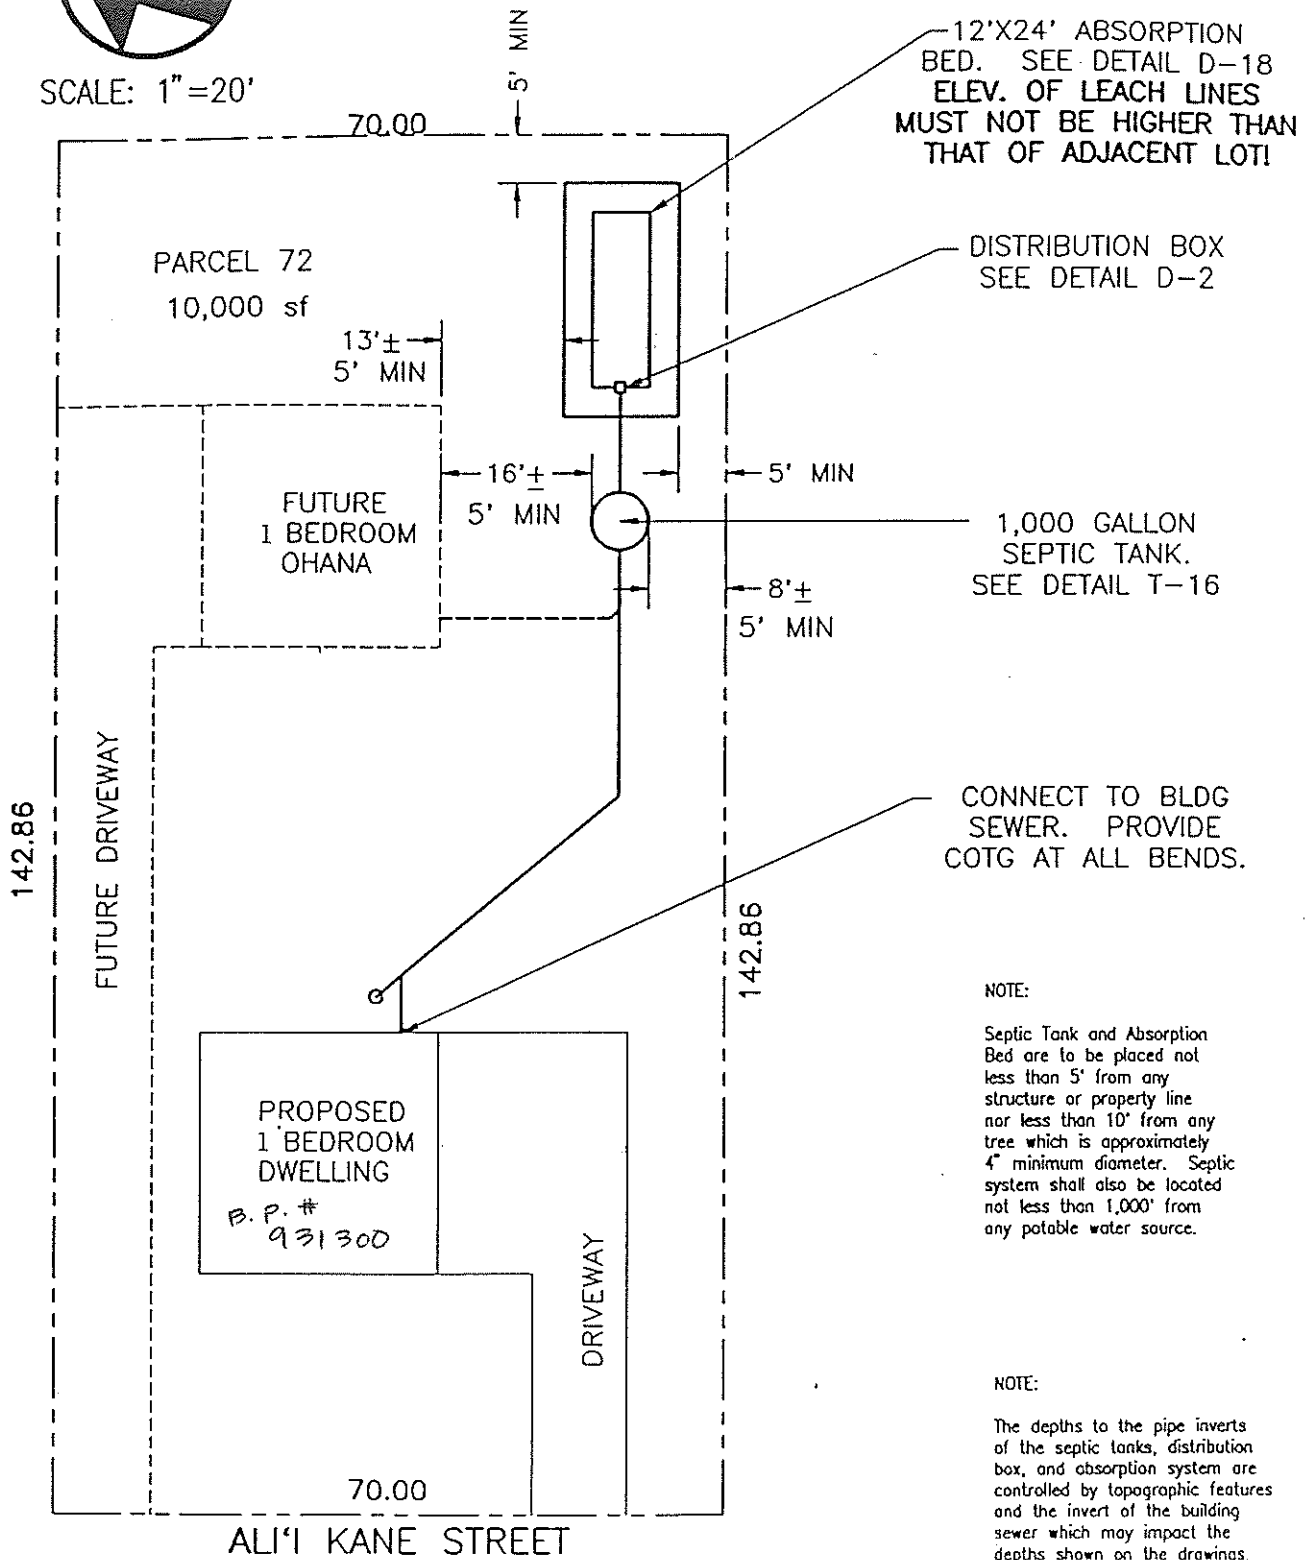 SCALE: 1"=20'
5' MIN
12'X24' ABSORPTION
BED. SEE DETAIL D-18
ELEV. OF LEACH LINES
MUST NOT BE HIGHER THAN
THAT OF ADJACENT LOT!
70.00
DISTRIBUTION BOX
SEE DETAIL D-2
PARCEL 72
10,000 sf
13'±
5' MIN
16'±
5' MIN
5' MIN
FUTURE
1 BEDROOM
OHANA
1,000 GALLON
SEPTIC TANK.
SEE DETAIL T-16
8'±
5' MIN
142.86
FUTURE DRIVEWAY
CONNECT TO BLDG
SEWER. PROVIDE
COTG AT ALL BENDS.
142.86
NOTE:
Septic Tank and Absorption
Bed are to be placed not
less than 5' from any
structure or property line
nor less than 10' from any
tree which is approximately
4" minimum diameter. Septic
system shall also be located
not less than 1,000' from
any potable water source.
PROPOSED
1 BEDROOM
DWELLING
B.P. #
931300
DRIVEWAY
NOTE:
The depths to the pipe inverts
of the septic tanks, distribution
box, and absorption system are
controlled by topographic features
and the invert of the building
sewer which may impact the
depths shown on the drawings.
70.00
ALI'I KANE STREET